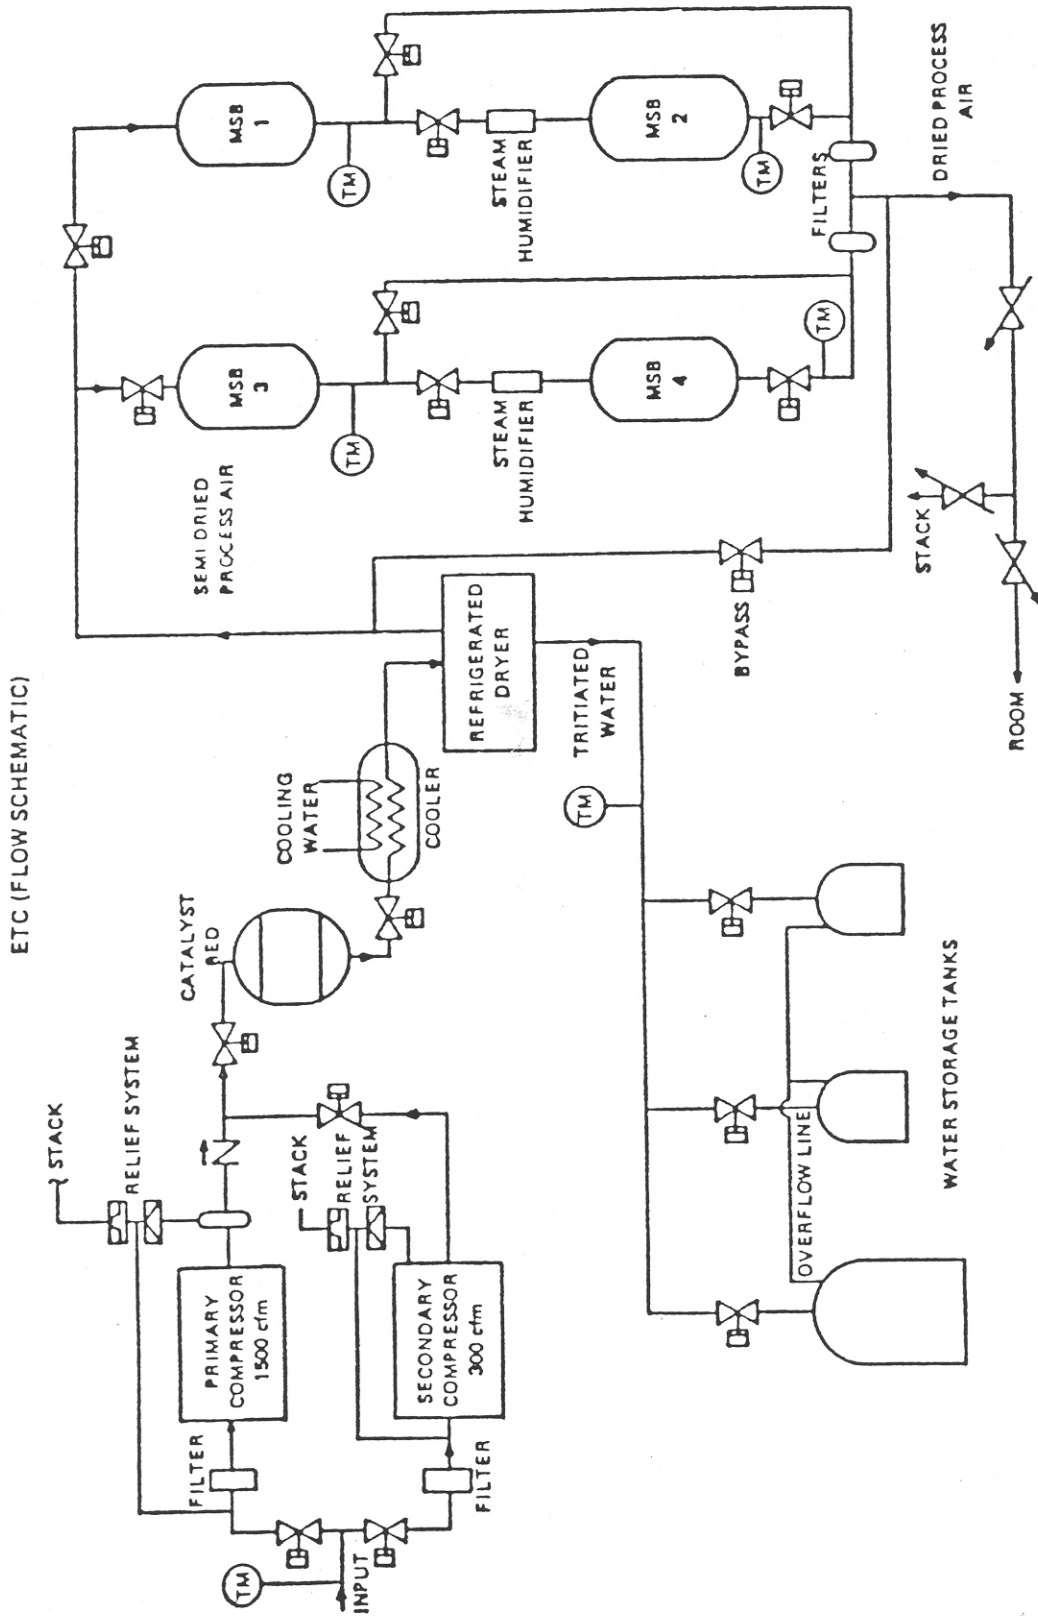 ETC (FLOW SCHEMATIC)
STACK
RELIEF SYSTEM
PRIMARY
COMPRESSOR
1500 cfm
FILTER
TM
INPUT
FILTER
SECONDARY
COMPRESSOR
300 cfm
STACK
RELIEF
SYSTEM
CATALYST
BED
COOLING
WATER
COOLER
REFRIGERATED
DRYER
TRITIATED
WATER
TM
SEMI DRIED
PROCESS AIR
MSB
1
MSB
3
TM
TM
STEAM
HUMIDIFIER
STEAM
HUMIDIFIER
MSB
2
MSB
4
TM
TM
FILTERS
DRIED PROCESS
AIR
BYPASS
STACK
ROOM
OVERFLOW LINE
WATER STORAGE TANKS